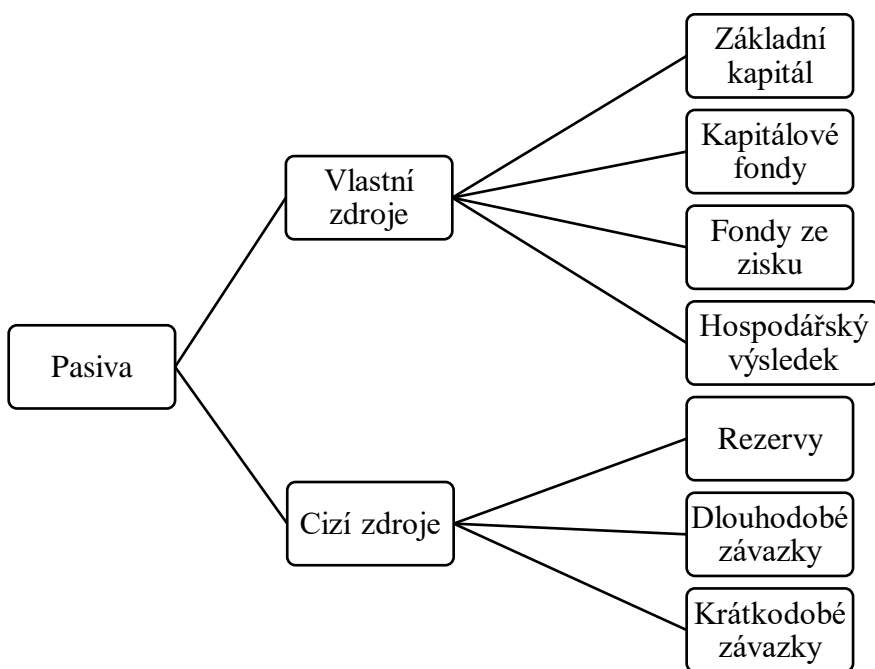 Základní
kapitál
Kapitálové
fondy
Vlastní
zdroje
Fondy ze
zisku
Hospodářský
výsledek
Pasiva
Rezervy
Cizí zdroje
Dlouhodobé
závazky
Krátkodobé
závazky